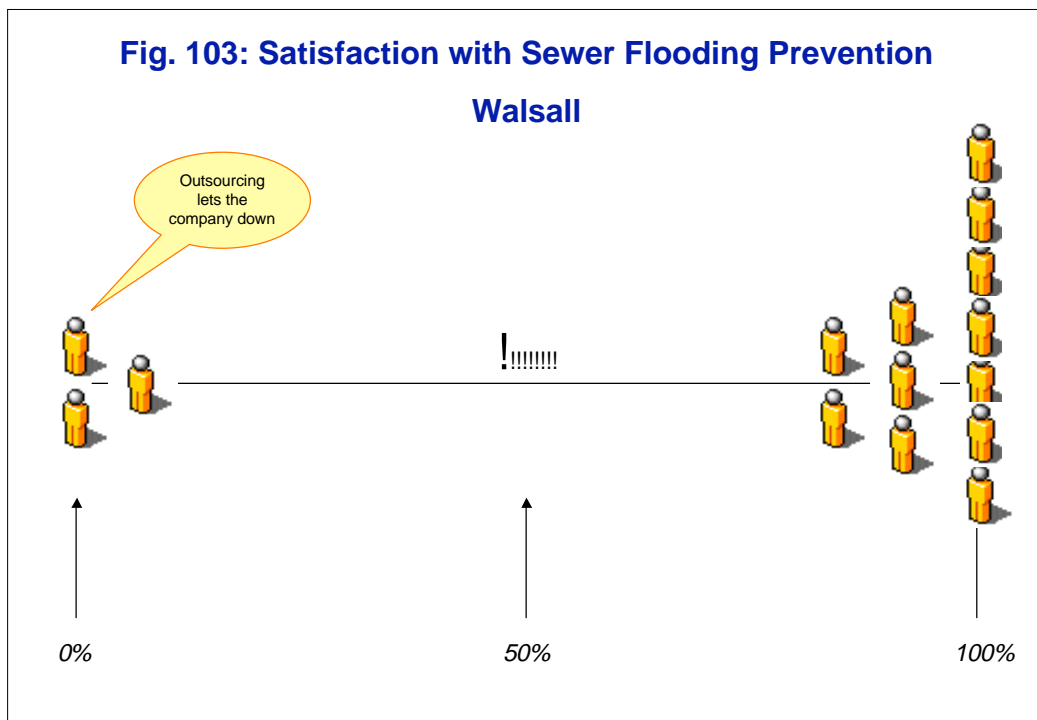 Fig. 103: Satisfaction with Sewer Flooding Prevention
Walsall
Outsourcing
lets the
company down
!!!!!!!!!
0%
50%
100%